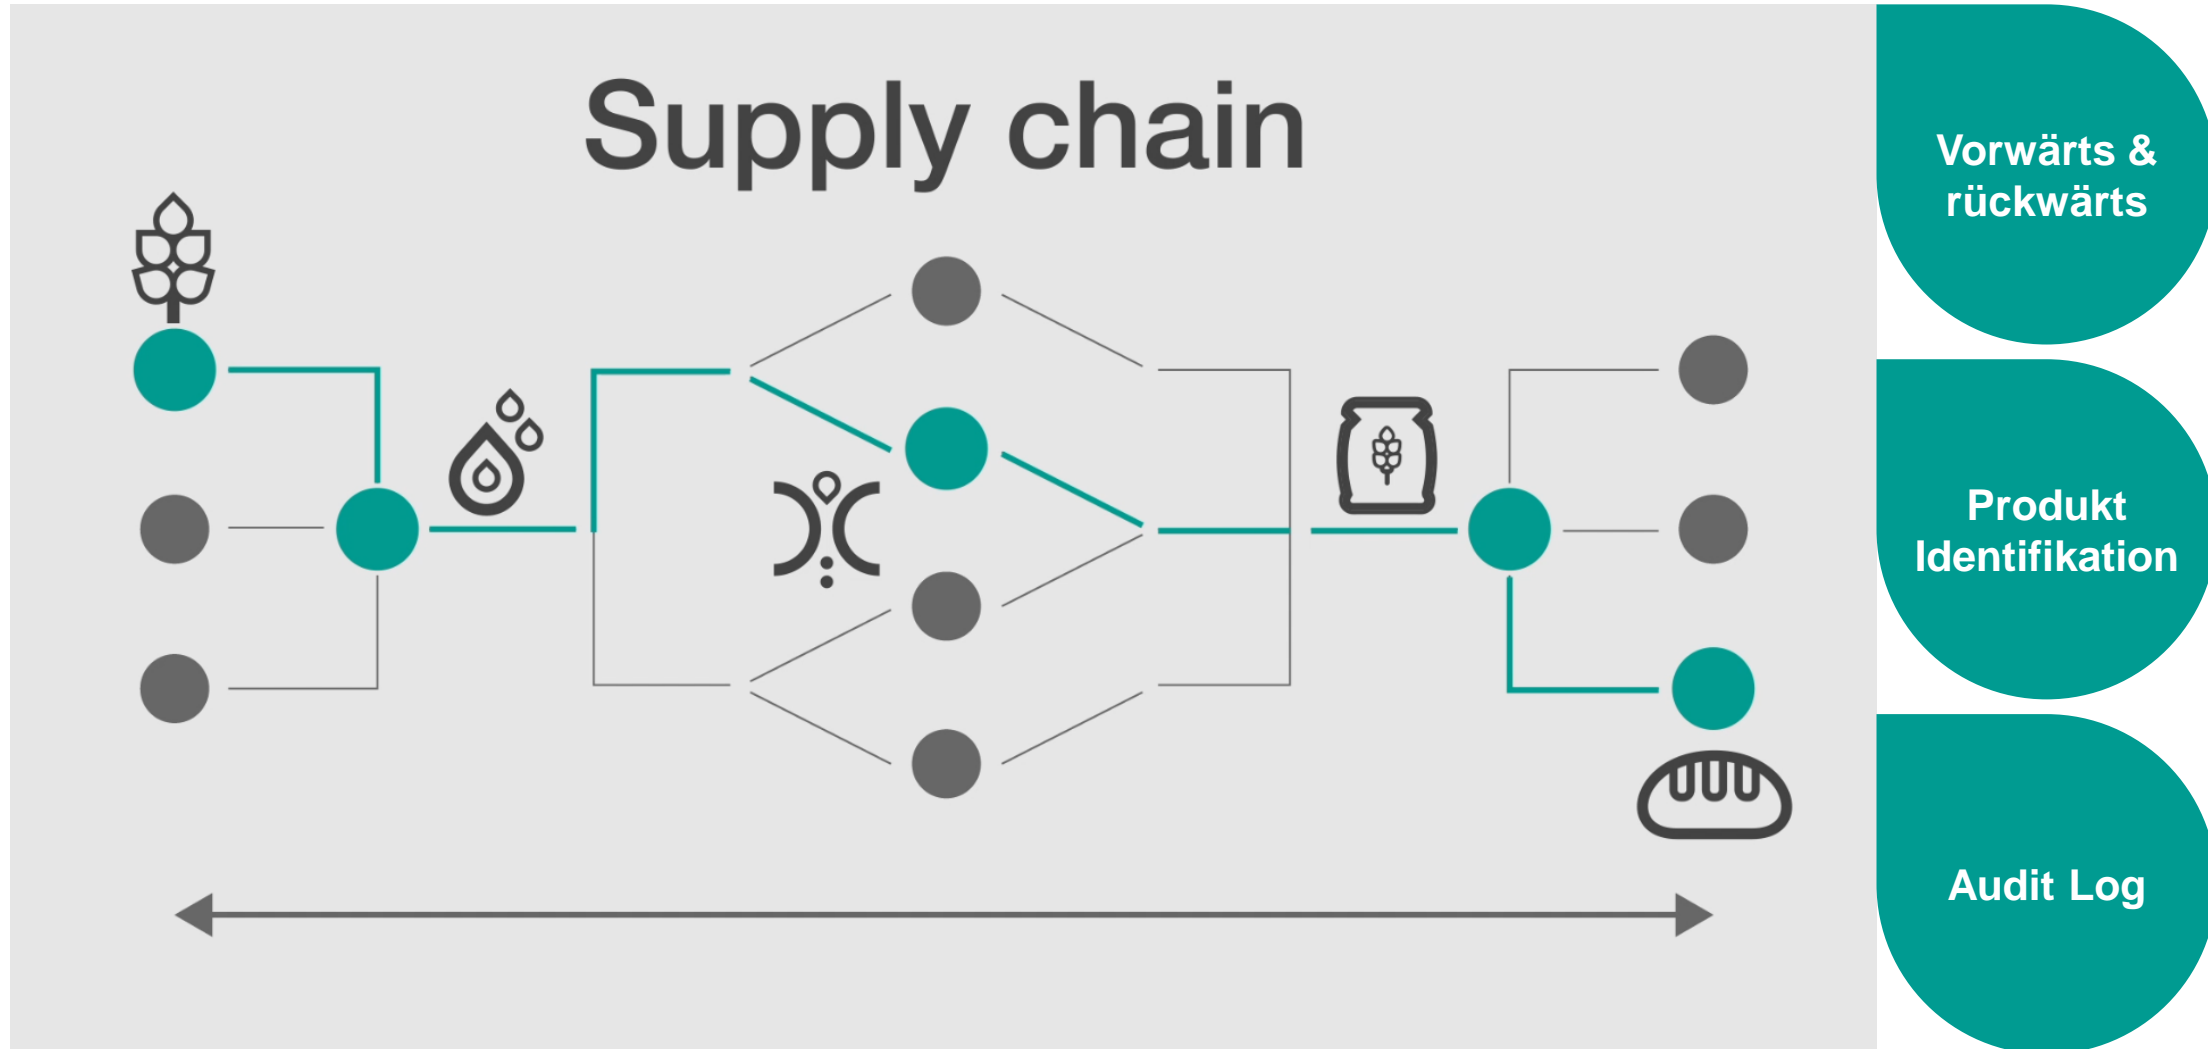 Supply chain
Vorwärts &
rückwärts
Produkt
Identifikation
Audit Log